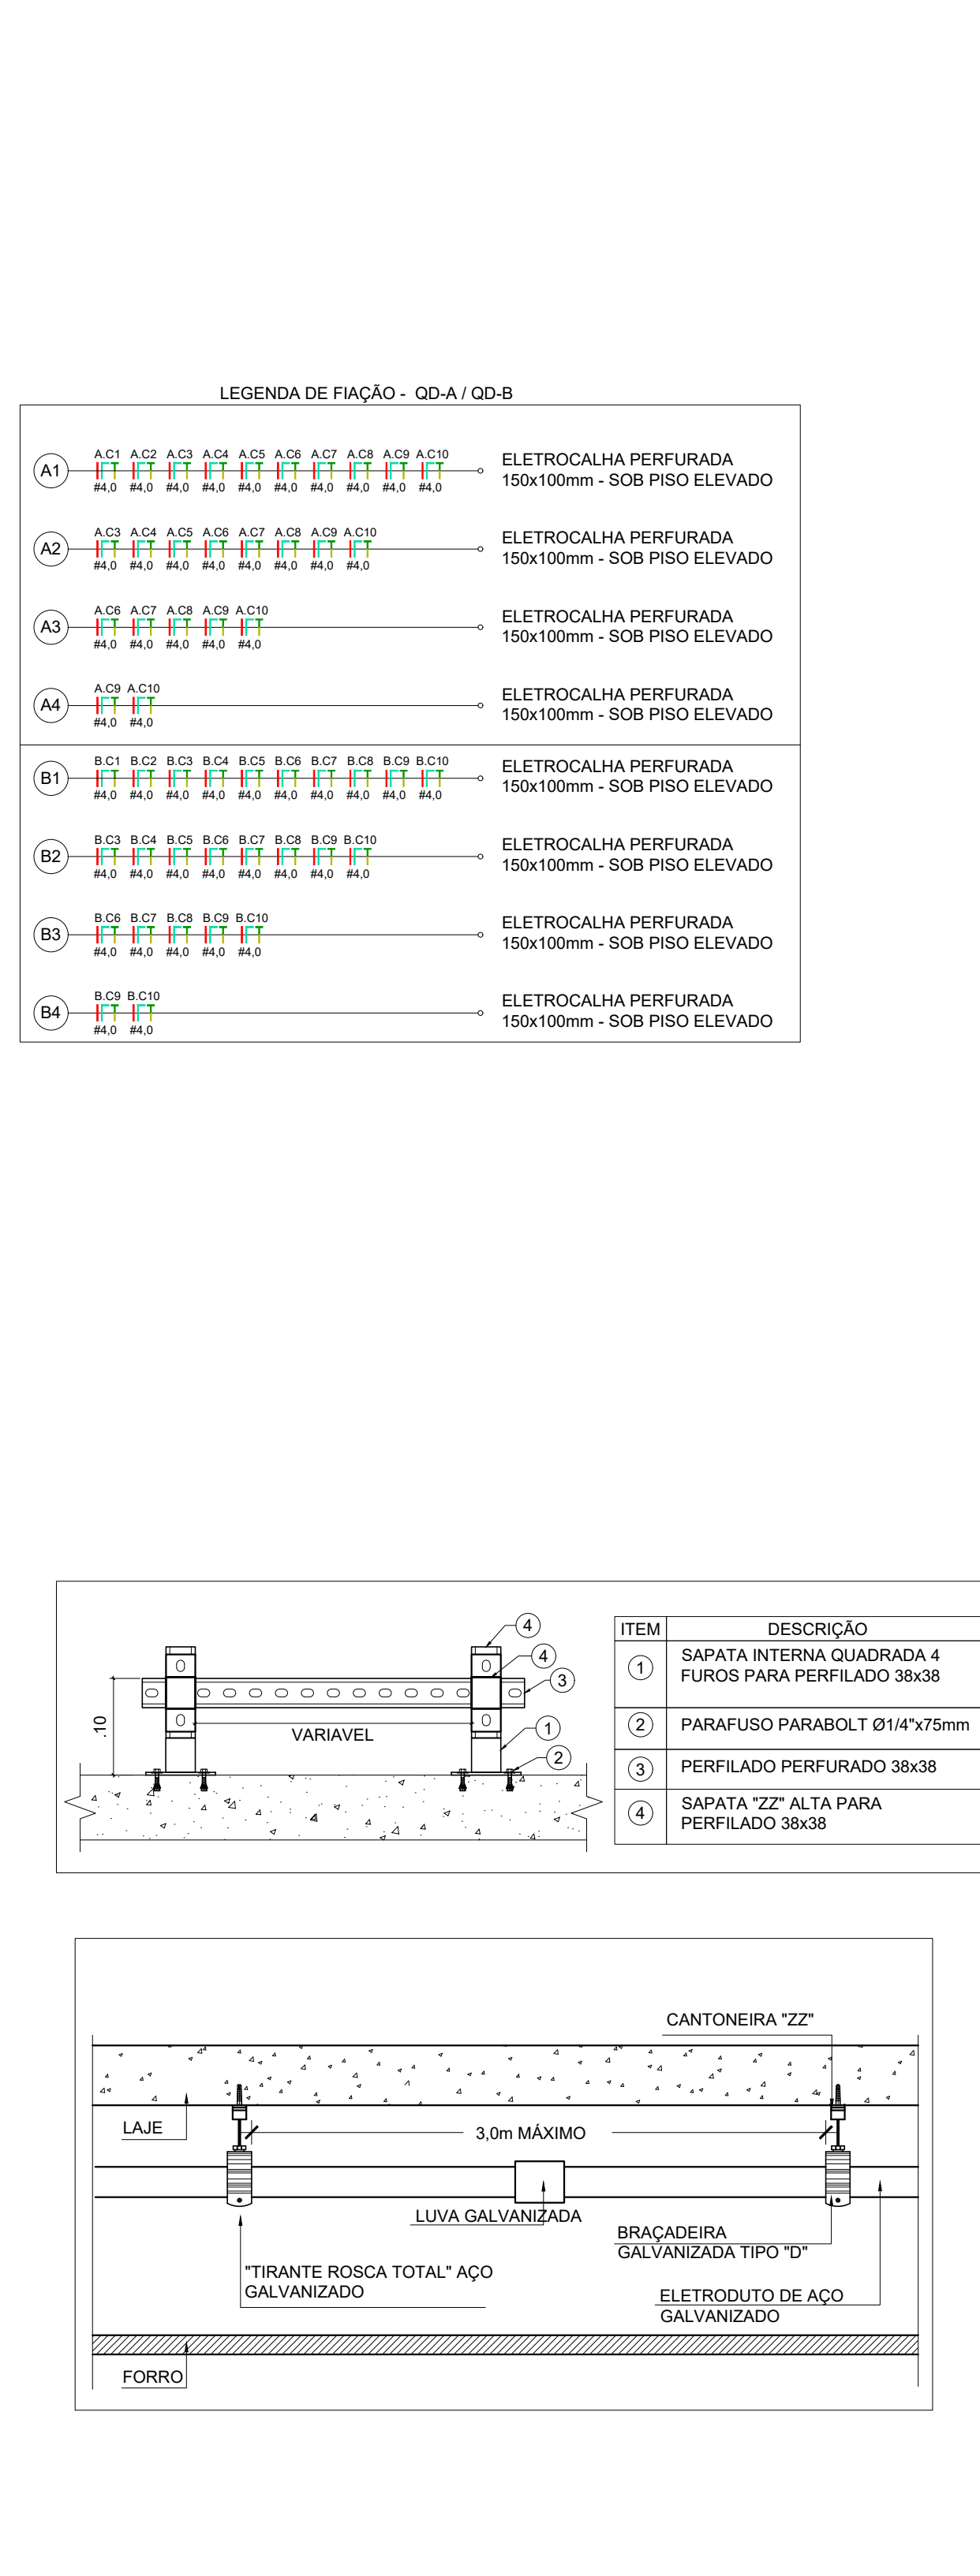 LEGENDA DE FIAÇÃO - QD-A / QD-B
A.C1 A.C2 A.C3 A.C4 A.C5 A.C6 A.C7 A.C8 A.C9 A.C10
A1
#4,0 #4,0 #4,0 #4,0 #4,0 #4,0 #4,0 #4,0 #4,0 #4,0
ELETROCALHA PERFURADA
150x100mm - SOB PISO ELEVADO
A.C3 A.C4 A.C5 A.C6 A.C7 A.C8 A.C9 A.C10
A2
#4,0 #4,0 #4,0 #4,0 #4,0 #4,0 #4,0 #4,0
ELETROCALHA PERFURADA
150x100mm - SOB PISO ELEVADO
A.C6 A.C7 A.C8 A.C9 A.C10
A3
#4,0 #4,0 #4,0 #4,0 #4,0
ELETROCALHA PERFURADA
150x100mm - SOB PISO ELEVADO
A.C9 A.C10
A4
#4,0 #4,0
ELETROCALHA PERFURADA
150x100mm - SOB PISO ELEVADO
B.C1 B.C2 B.C3 B.C4 B.C5 B.C6 B.C7 B.C8 B.C9 B.C10
B1
#4,0 #4,0 #4,0 #4,0 #4,0 #4,0 #4,0 #4,0 #4,0 #4,0
ELETROCALHA PERFURADA
150x100mm - SOB PISO ELEVADO
B.C3 B.C4 B.C5 B.C6 B.C7 B.C8 B.C9 B.C10
B2
#4,0 #4,0 #4,0 #4,0 #4,0 #4,0 #4,0 #4,0
ELETROCALHA PERFURADA
150x100mm - SOB PISO ELEVADO
B.C6 B.C7 B.C8 B.C9 B.C10
B3
#4,0 #4,0 #4,0 #4,0 #4,0
ELETROCALHA PERFURADA
150x100mm - SOB PISO ELEVADO
B.C9 B.C10
B4
#4,0 #4,0
ELETROCALHA PERFURADA
150x100mm - SOB PISO ELEVADO
4
4
3
.10
VARIAVEL
1
2
ITEM DESCRIÇÃO
1
SAPATA INTERNA QUADRADA 4
FUROS PARA PERFILADO 38x38
2 PARAFUSO PARABOLT Ø1/4"x75mm
3 PERFILADO PERFURADO 38x38
4
SAPATA "ZZ" ALTA PARA
PERFILADO 38x38
CANTONEIRA "ZZ"
LAJE
3,0m MÁXIMO
LUVA GALVANIZADA
BRAÇADEIRA
GALVANIZADA TIPO "D"
"TIRANTE ROSCA TOTAL" AÇO
GALVANIZADO
ELETRODUTO DE AÇO
GALVANIZADO
FORRO